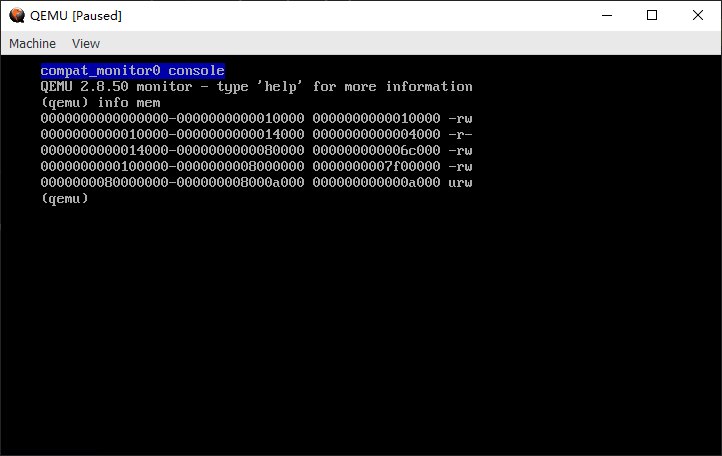 QEMU [Paused]
Machine View
compat_monitor0 console
QEMU 2.8.50 monitor - type 'help' for more information
(qemu) info mem
0000000000000000-0000000000010000 0000000000010000 -rw
0000000000010000-0000000000014000 0000000000004000 -r-
0000000000014000-0000000000080000 000000000006c000 -rw
0000000000100000-0000000008000000 0000000007f00000 -rw
0000000080000000-000000008000a000 000000000000a000 urw
(qemu)